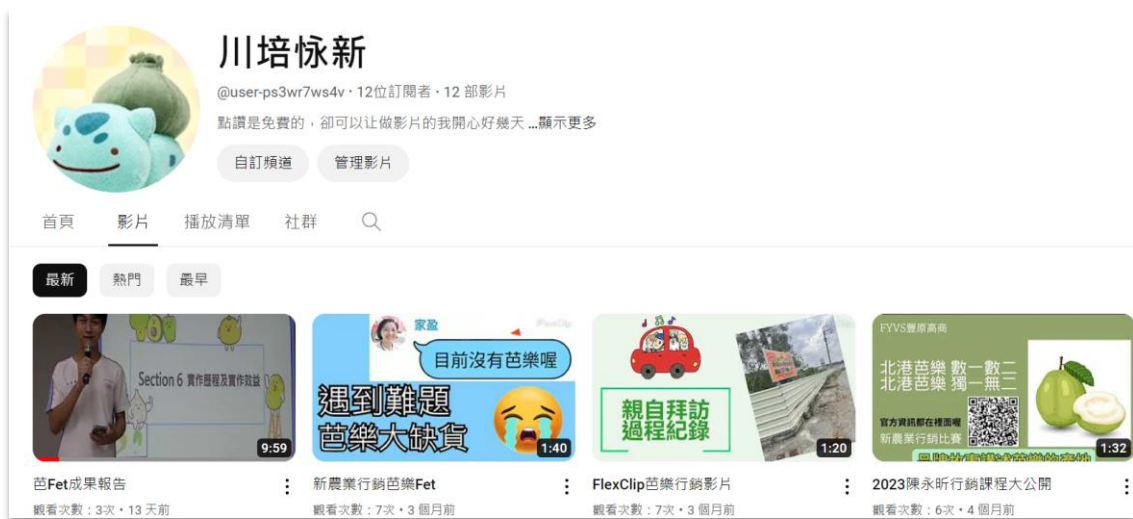 川培恷新
@user-ps3wr7ws4v · 12位訂閱者 · 12 部影片
點讚是免費的，卻可以让做影片的我開心好幾天 ...顯示更多
自訂頻道 管理影片
首頁 影片 播放清單 社群
最新 熱門 最早
Section 6 實作歷程及實作效益
9:59
芭Fet成果報告
觀看次數：3次 · 13 天前
家盈
FlexClip
目前沒有芭樂喔
遇到難題
芭樂大缺貨
1:40
新農業行銷芭樂Fet
觀看次數：7次 · 3 個月前
親自拜訪
過程紀錄
1:20
FlexClip芭樂行銷影片
觀看次數：7次 · 3 個月前
FYVS豐原高商
北港芭樂 數一數二
北港芭樂 獨一無二
官方資訊都在裡面喔
新農業行銷比賽
1:32
2023陳永昕行銷課程大公開
觀看次數：6次 · 4 個月前